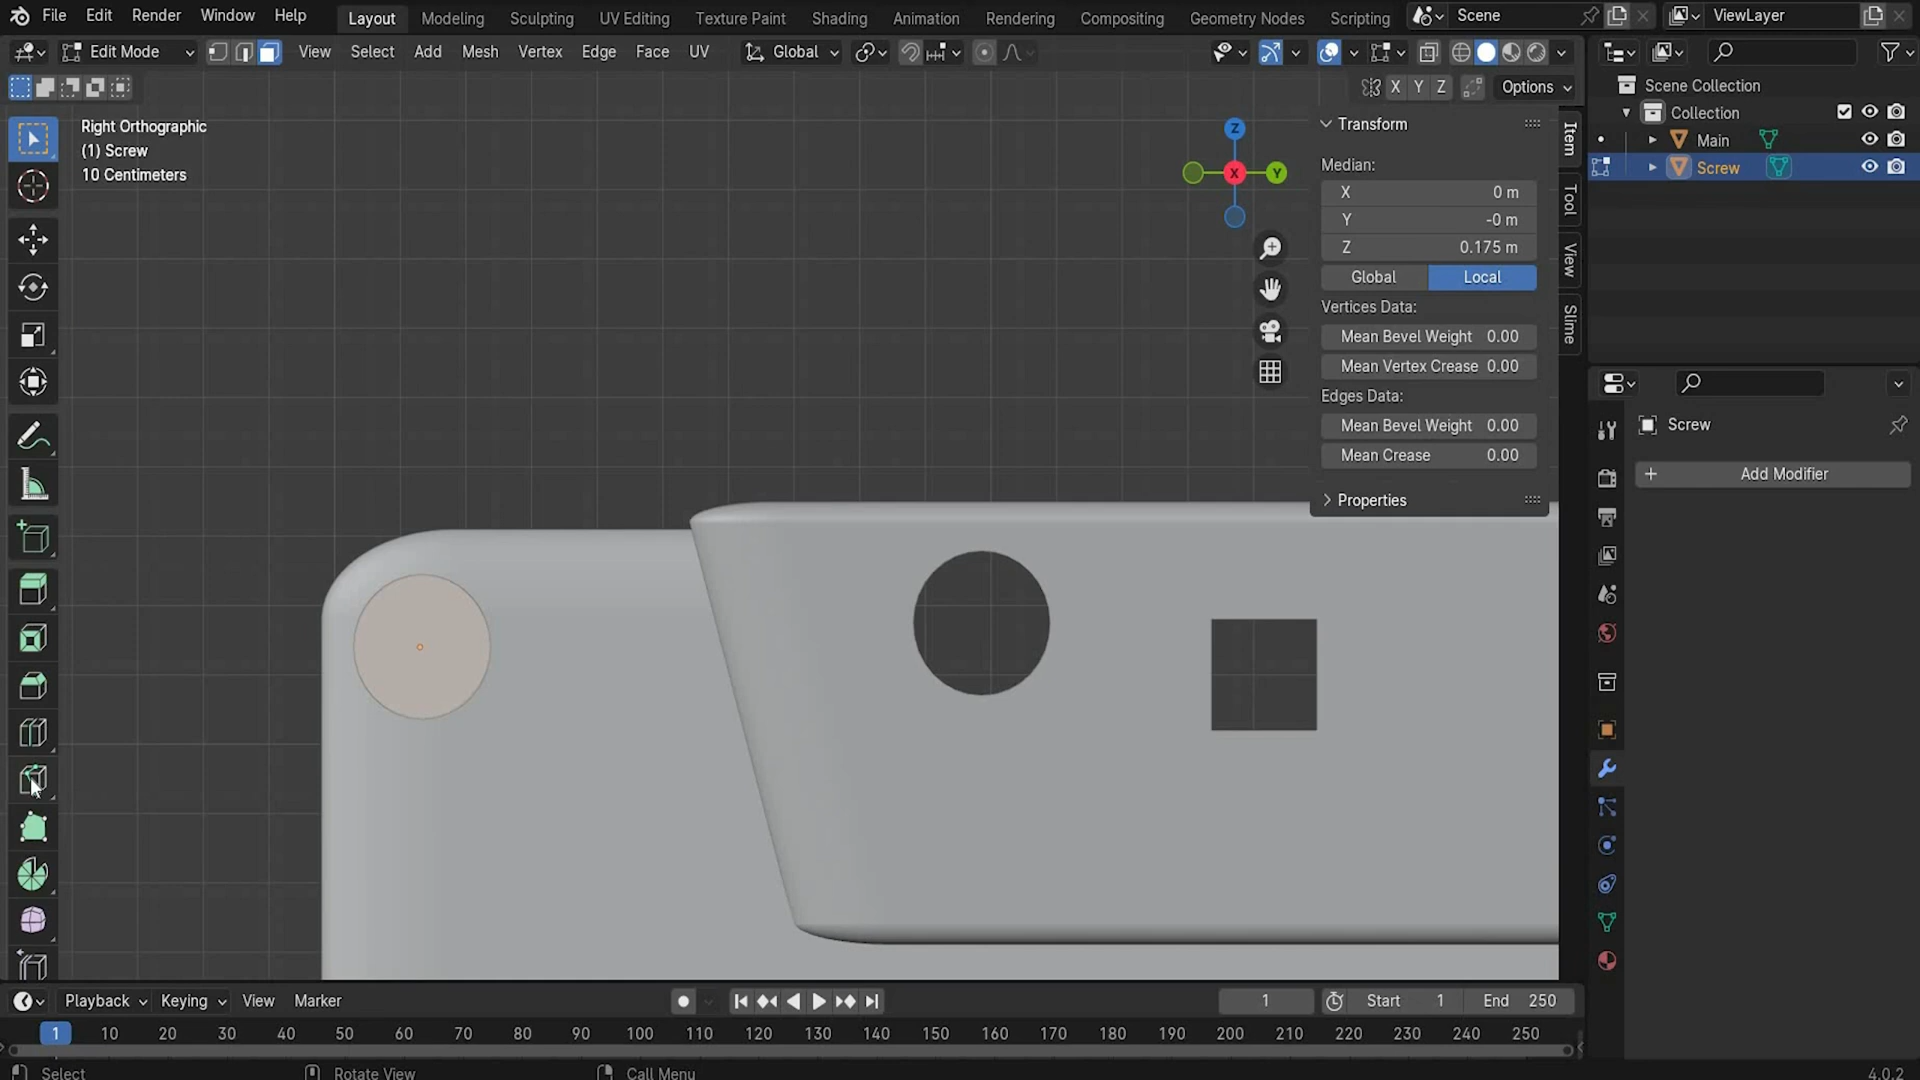 File Edit Render Window Help Layout Modeling Sculpting UV Editing Texture Paint Shading Animation Rendering Compositing Geometry Nodes Scripting Scene ViewLayer
Edit Mode View Select Add Mesh Vertex Edge Face UV Global
X Y Z Options
Right Orthographic
(1) Screw
10 Centimeters
Z
X
Y
Transform
Median:
X 0 m
Y -0 m
Z 0.175 m
Global Local
Vertices Data:
Mean Bevel Weight 0.00
Mean Vertex Crease 0.00
Edges Data:
Mean Bevel Weight 0.00
Mean Crease 0.00
Properties
Item
Tool
View
Slime
Scene Collection
Collection
Main
Screw
Screw
+ Add Modifier
Playback Keying View Marker 1 Start 1 End 250
1 10 20 30 40 50 60 70 80 90 100 110 120 130 140 150 160 170 180 190 200 210 220 230 240 250
Select Rotate View Call Menu 4.0.2